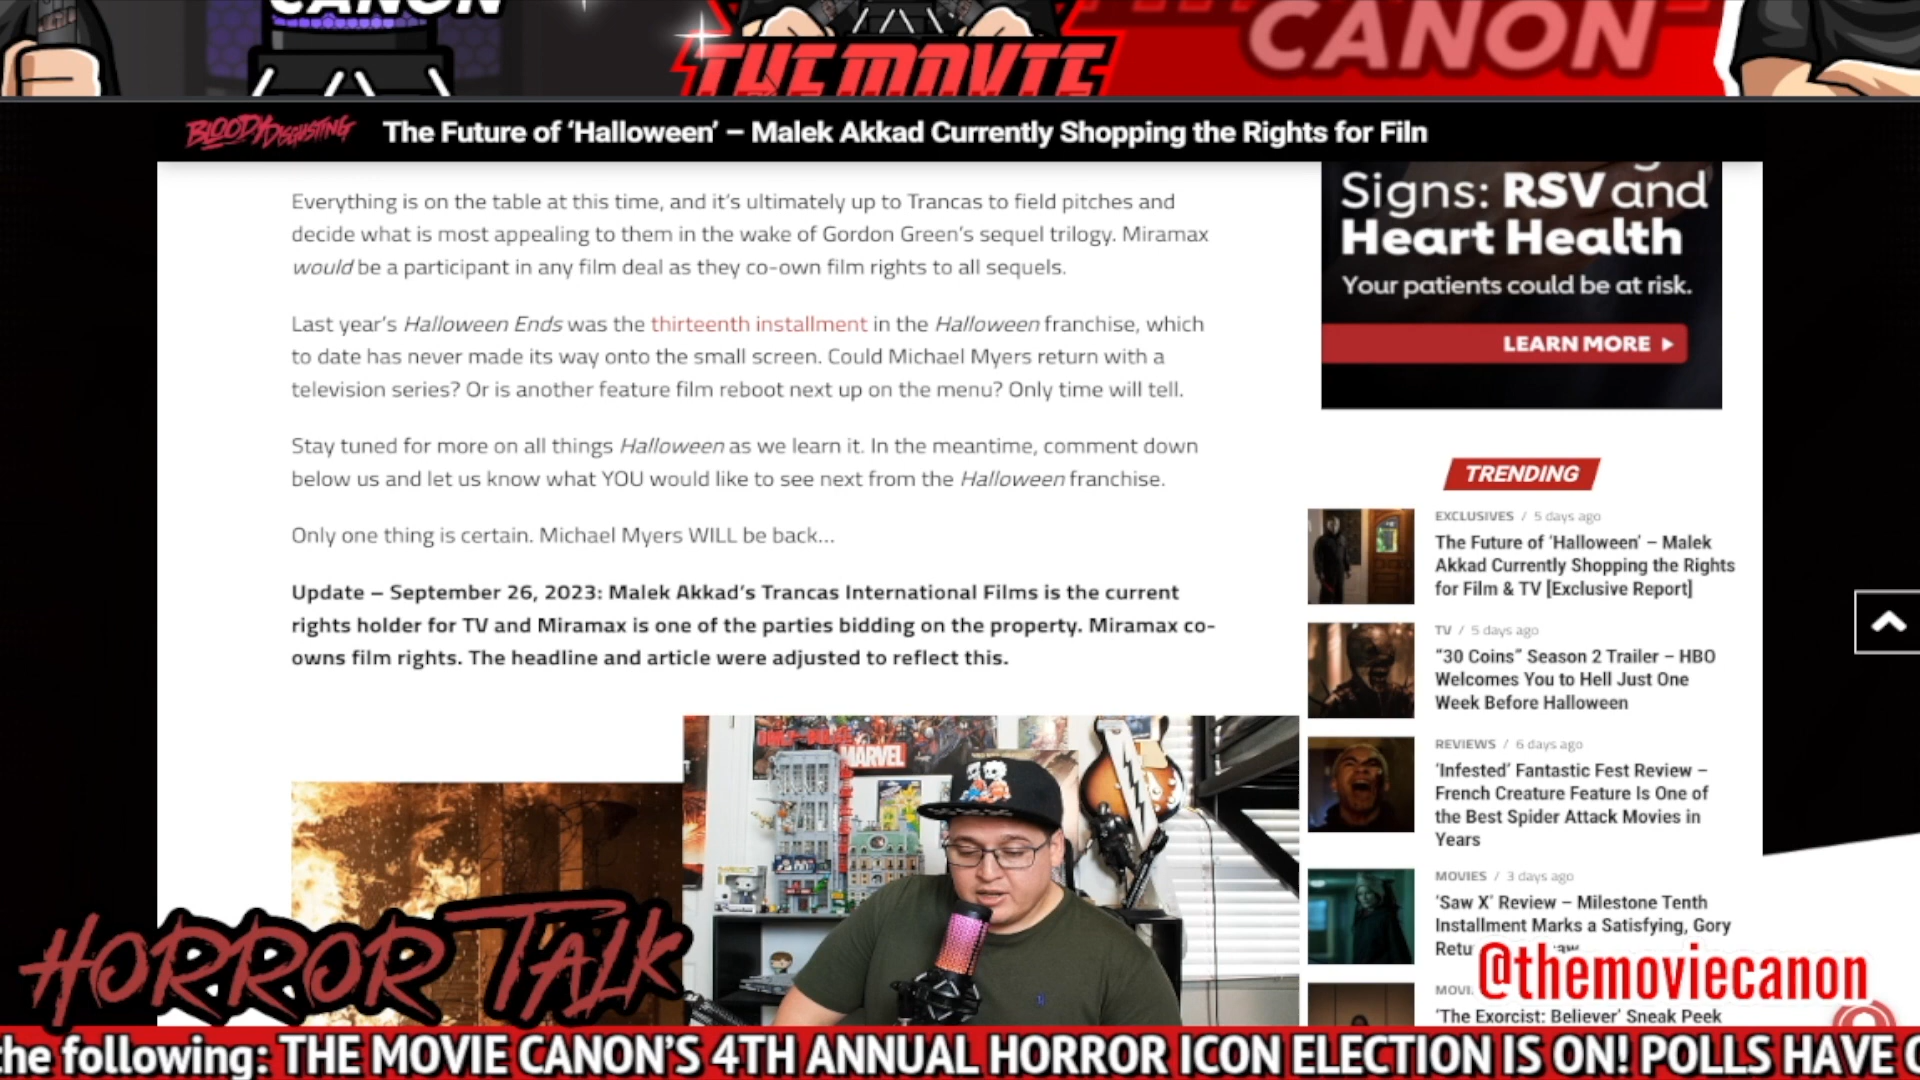 CANON
THE MOVIE
CANON
BLOODY DISGUSTING
The Future of ‘Halloween’ – Malek Akkad Currently Shopping the Rights for Filn
Everything is on the table at this time, and it’s ultimately up to Trancas to field pitches and
decide what is most appealing to them in the wake of Gordon Green’s sequel trilogy. Miramax
would be a participant in any film deal as they co-own film rights to all sequels.
Last year’s Halloween Ends was the thirteenth installment in the Halloween franchise, which
to date has never made its way onto the small screen. Could Michael Myers return with a
television series? Or is another feature film reboot next up on the menu? Only time will tell.
Stay tuned for more on all things Halloween as we learn it. In the meantime, comment down
below us and let us know what YOU would like to see next from the Halloween franchise.
Only one thing is certain. Michael Myers WILL be back...
Update – September 26, 2023: Malek Akkad’s Trancas International Films is the current
rights holder for TV and Miramax is one of the parties bidding on the property. Miramax co-
owns film rights. The headline and article were adjusted to reflect this.
Signs: RSV and
Heart Health
Your patients could be at risk.
LEARN MORE
TRENDING
EXCLUSIVES / 5 days ago
The Future of ‘Halloween’ – Malek
Akkad Currently Shopping the Rights
for Film & TV [Exclusive Report]
TV / 5 days ago
“30 Coins” Season 2 Trailer – HBO
Welcomes You to Hell Just One
Week Before Halloween
REVIEWS / 6 days ago
‘Infested’ Fantastic Fest Review –
French Creature Feature Is One of
the Best Spider Attack Movies in
Years
MOVIES / 3 days ago
‘Saw X’ Review – Milestone Tenth
Installment Marks a Satisfying, Gory
‘The Exorcist: Believer’ Sneak Peek
MARVEL
HORROR TALK
@themoviecanon
the following: THE MOVIE CANON’S 4TH ANNUAL HORROR ICON ELECTION IS ON! POLLS HAVE